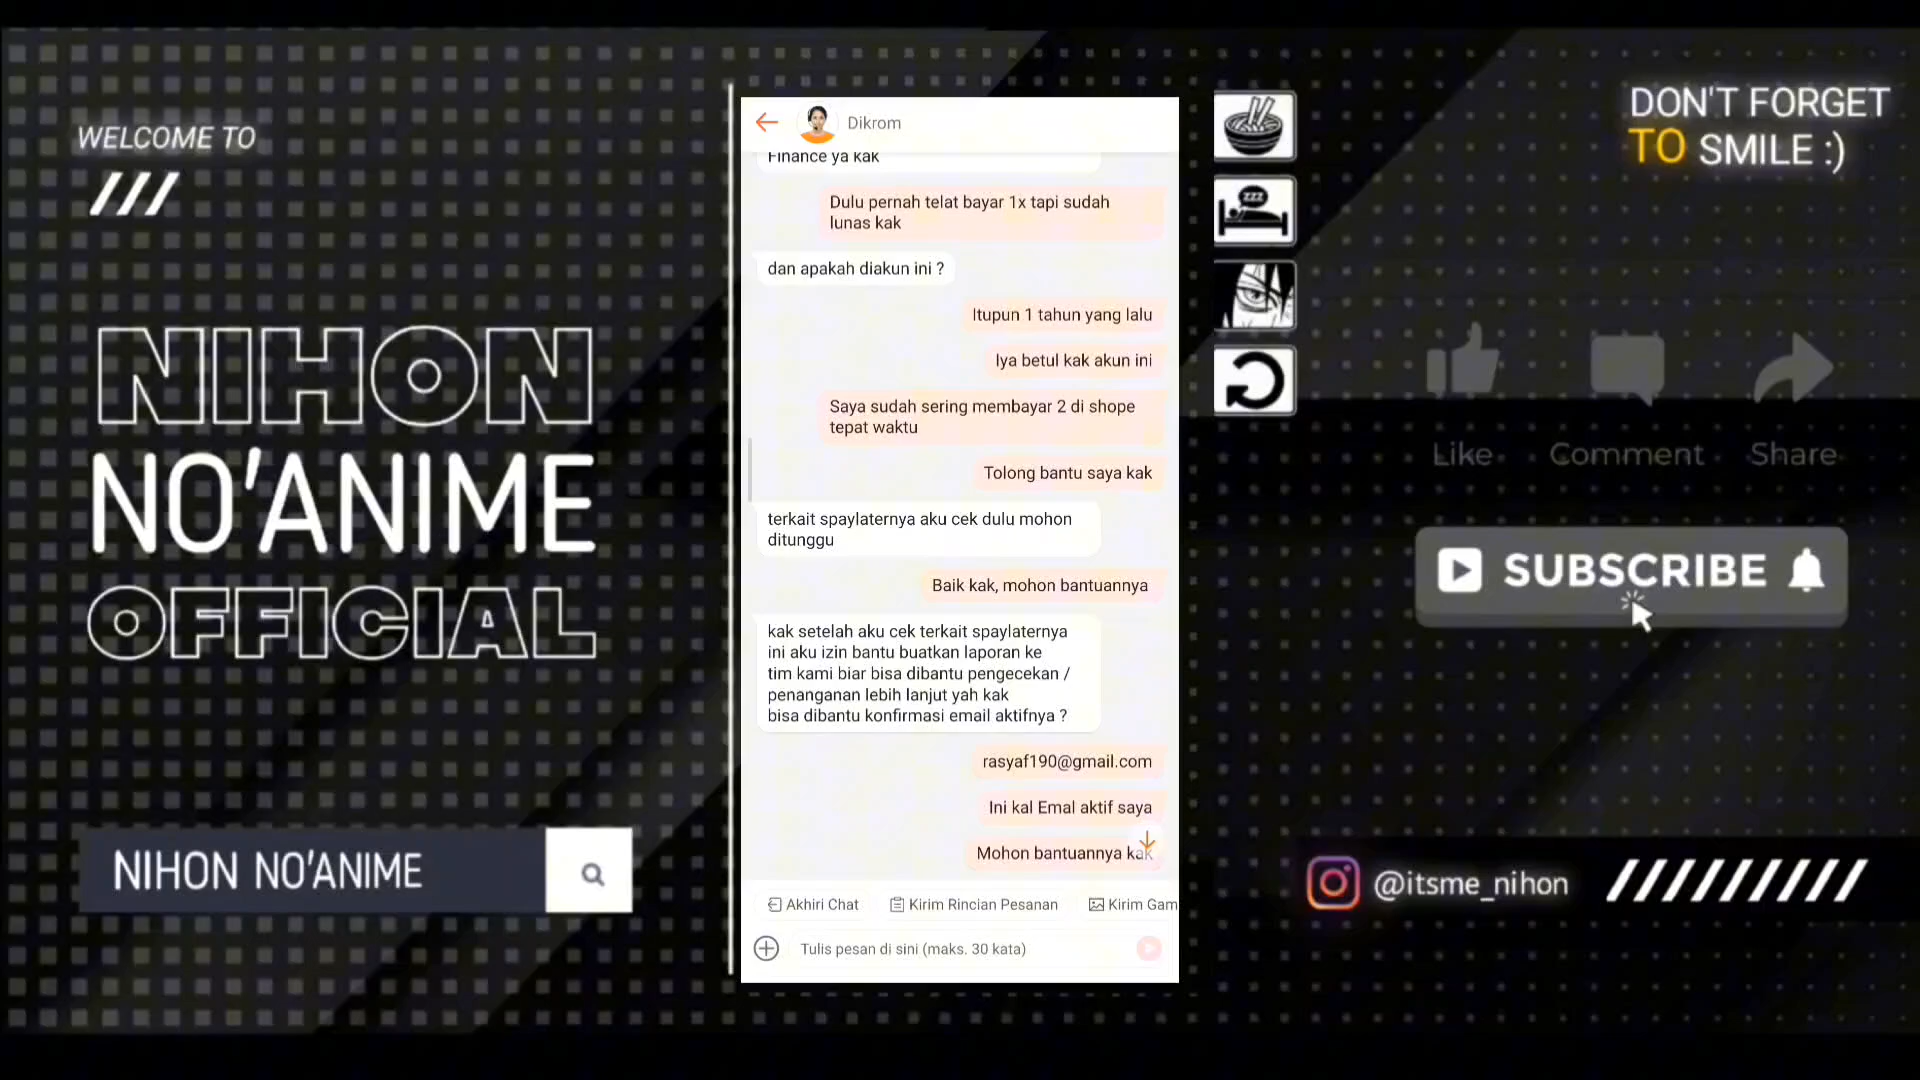 WELCOME TO
NIHON
NO'ANIME
OFFICIAL
NIHON NO'ANIME
Dikrom
Finance ya kak
Dulu pernah telat bayar 1x tapi sudah
lunas kak
dan apakah diakun ini ?
Itupun 1 tahun yang lalu
Iya betul kak akun ini
Saya sudah sering membayar 2 di shope
tepat waktu
Tolong bantu saya kak
terkait spaylaternya aku cek dulu mohon
ditunggu
Baik kak, mohon bantuannya
kak setelah aku cek terkait spaylaternya
ini aku izin bantu buatkan laporan ke
tim kami biar bisa dibantu pengecekan /
penanganan lebih lanjut yah kak
bisa dibantu konfirmasi email aktifnya ?
rasyaf190@gmail.com
Ini kal Emal aktif saya
Mohon bantuannya kak
Akhiri Chat
Kirim Rincian Pesanan
Kirim Gam
Tulis pesan di sini (maks. 30 kata)
ZZZ
DON'T FORGET
TO SMILE :)
Like
Comment
Share
SUBSCRIBE
@itsme_nihon